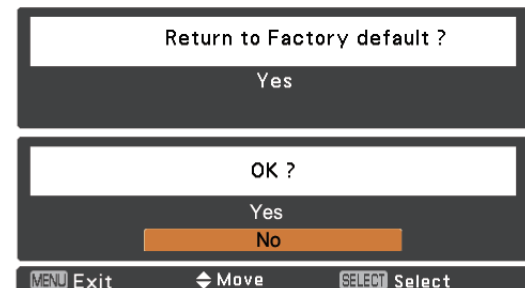 Return to Factory default ?
Yes
OK ?
Yes
No
MENU Exit Move SELECT Select